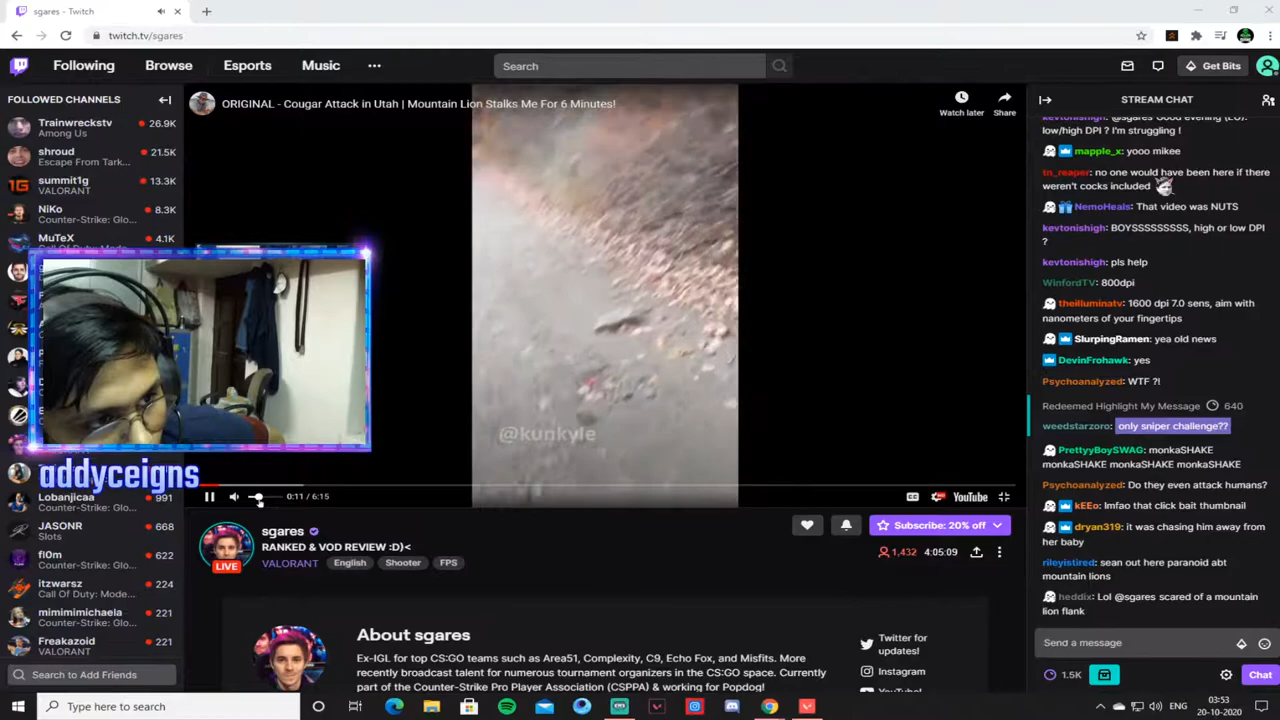 sgares - Twitch
twitch.tv/sgares
Following
Browse
Esports
Music
Search
Get Bits
FOLLOWED CHANNELS
Trainwreckstv
26.9K
Among Us
shroud
21.5K
Escape From Tark...
summit1g
13.3K
VALORANT
NiKo
8.3K
Counter-Strike: Glo...
MuTeX
4.1K
addyceigns
Lobanjicaa
991
Counter-Strike: Glo...
JASONR
668
Slots
fl0m
622
Counter-Strike: Glo...
itzwarsz
224
Call Of Duty: Mode...
mimimimichaela
221
Counter-Strike: Glo...
Freakazoid
221
VALORANT
Search to Add Friends
ORIGINAL - Cougar Attack in Utah | Mountain Lion Stalks Me For 6 Minutes!
Watch later
Share
@kunkyle
0:11 / 6:15
CC
YouTube
sgares
RANKED & VOD REVIEW :D)<
VALORANT
English
Shooter
FPS
LIVE
Subscribe: 20% off
1,432
4:05:09
About sgares
Ex-IGL for top CS:GO teams such as Area51, Complexity, C9, Echo Fox, and Misfits. More
recently broadcast talent for numerous tournament organizers in the CS:GO space. Currently
part of the Counter-Strike Pro Player Association (CSPPA) & working for Popdog!
Twitter for
updates!
Instagram
YouTube!
STREAM CHAT
kevtonishigh: @sgares Good evening (EU).
low/high DPI ? I'm struggling !
mapple_x: yooo mikee
tn_reaper: no one would have been here if there
weren't cocks included
NemoHeals: That video was NUTS
kevtonishigh: BOYSSSSSSSSS, high or low DPI
?
kevtonishigh: pls help
WinfordTV: 800dpi
theilluminatv: 1600 dpi 7.0 sens, aim with
nanometers of your fingertips
SlurpingRamen: yea old news
DevinFrohawk: yes
Psychoanalyzed: WTF ?!
Redeemed Highlight My Message 640
weedstarzoro: only sniper challenge??
PrettyyBoySWAG: monkaSHAKE
monkaSHAKE monkaSHAKE monkaSHAKE
Psychoanalyzed: Do they even attack humans?
kEEo: lmfao that click bait thumbnail
dryan319: it was chasing him away from
her baby
rileyistired: sean out here paranoid abt
mountain lions
heddix: Lol @sgares scared of a mountain
lion flank
Send a message
1.5K
Chat
Type here to search
ENG
03:53
20-10-2020